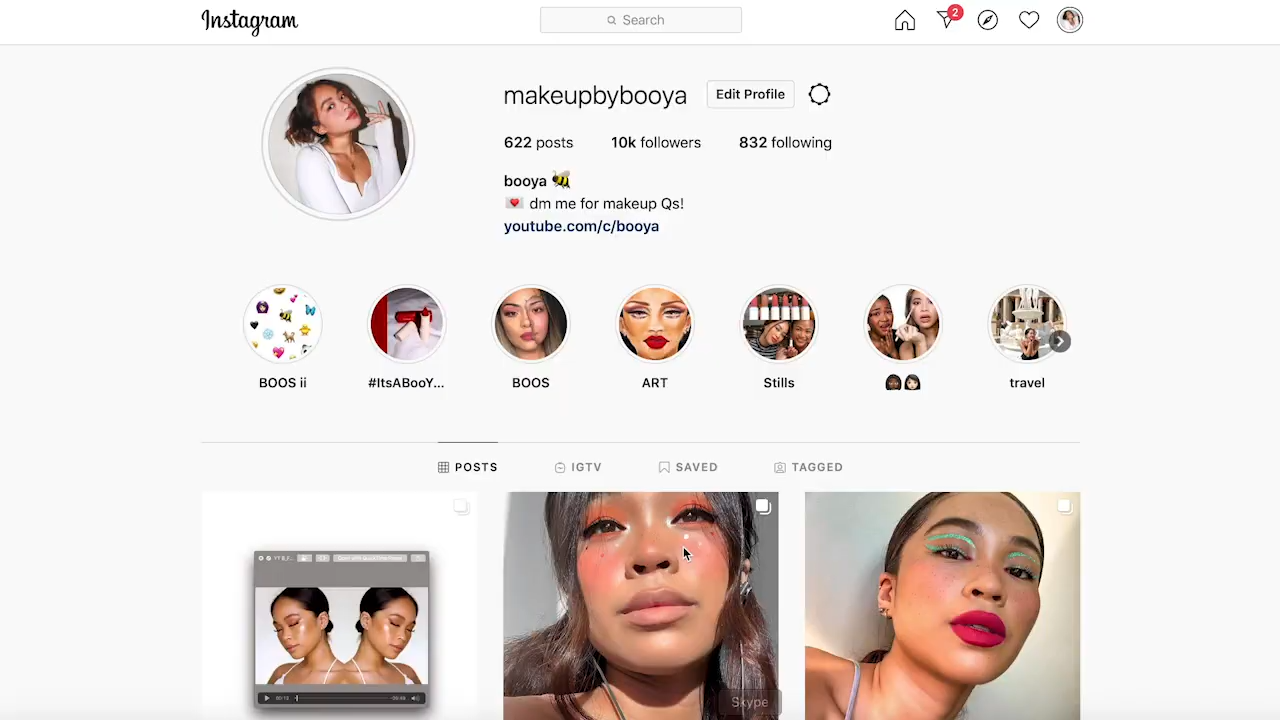 Instagram
Search
2
makeupbybooya
Edit Profile
622 posts 10k followers 832 following
booya
dm me for makeup Qs!
youtube.com/c/booya
BOOS ii #ItsABooY... BOOS ART Stills travel
POSTS IGTV SAVED TAGGED
Skype